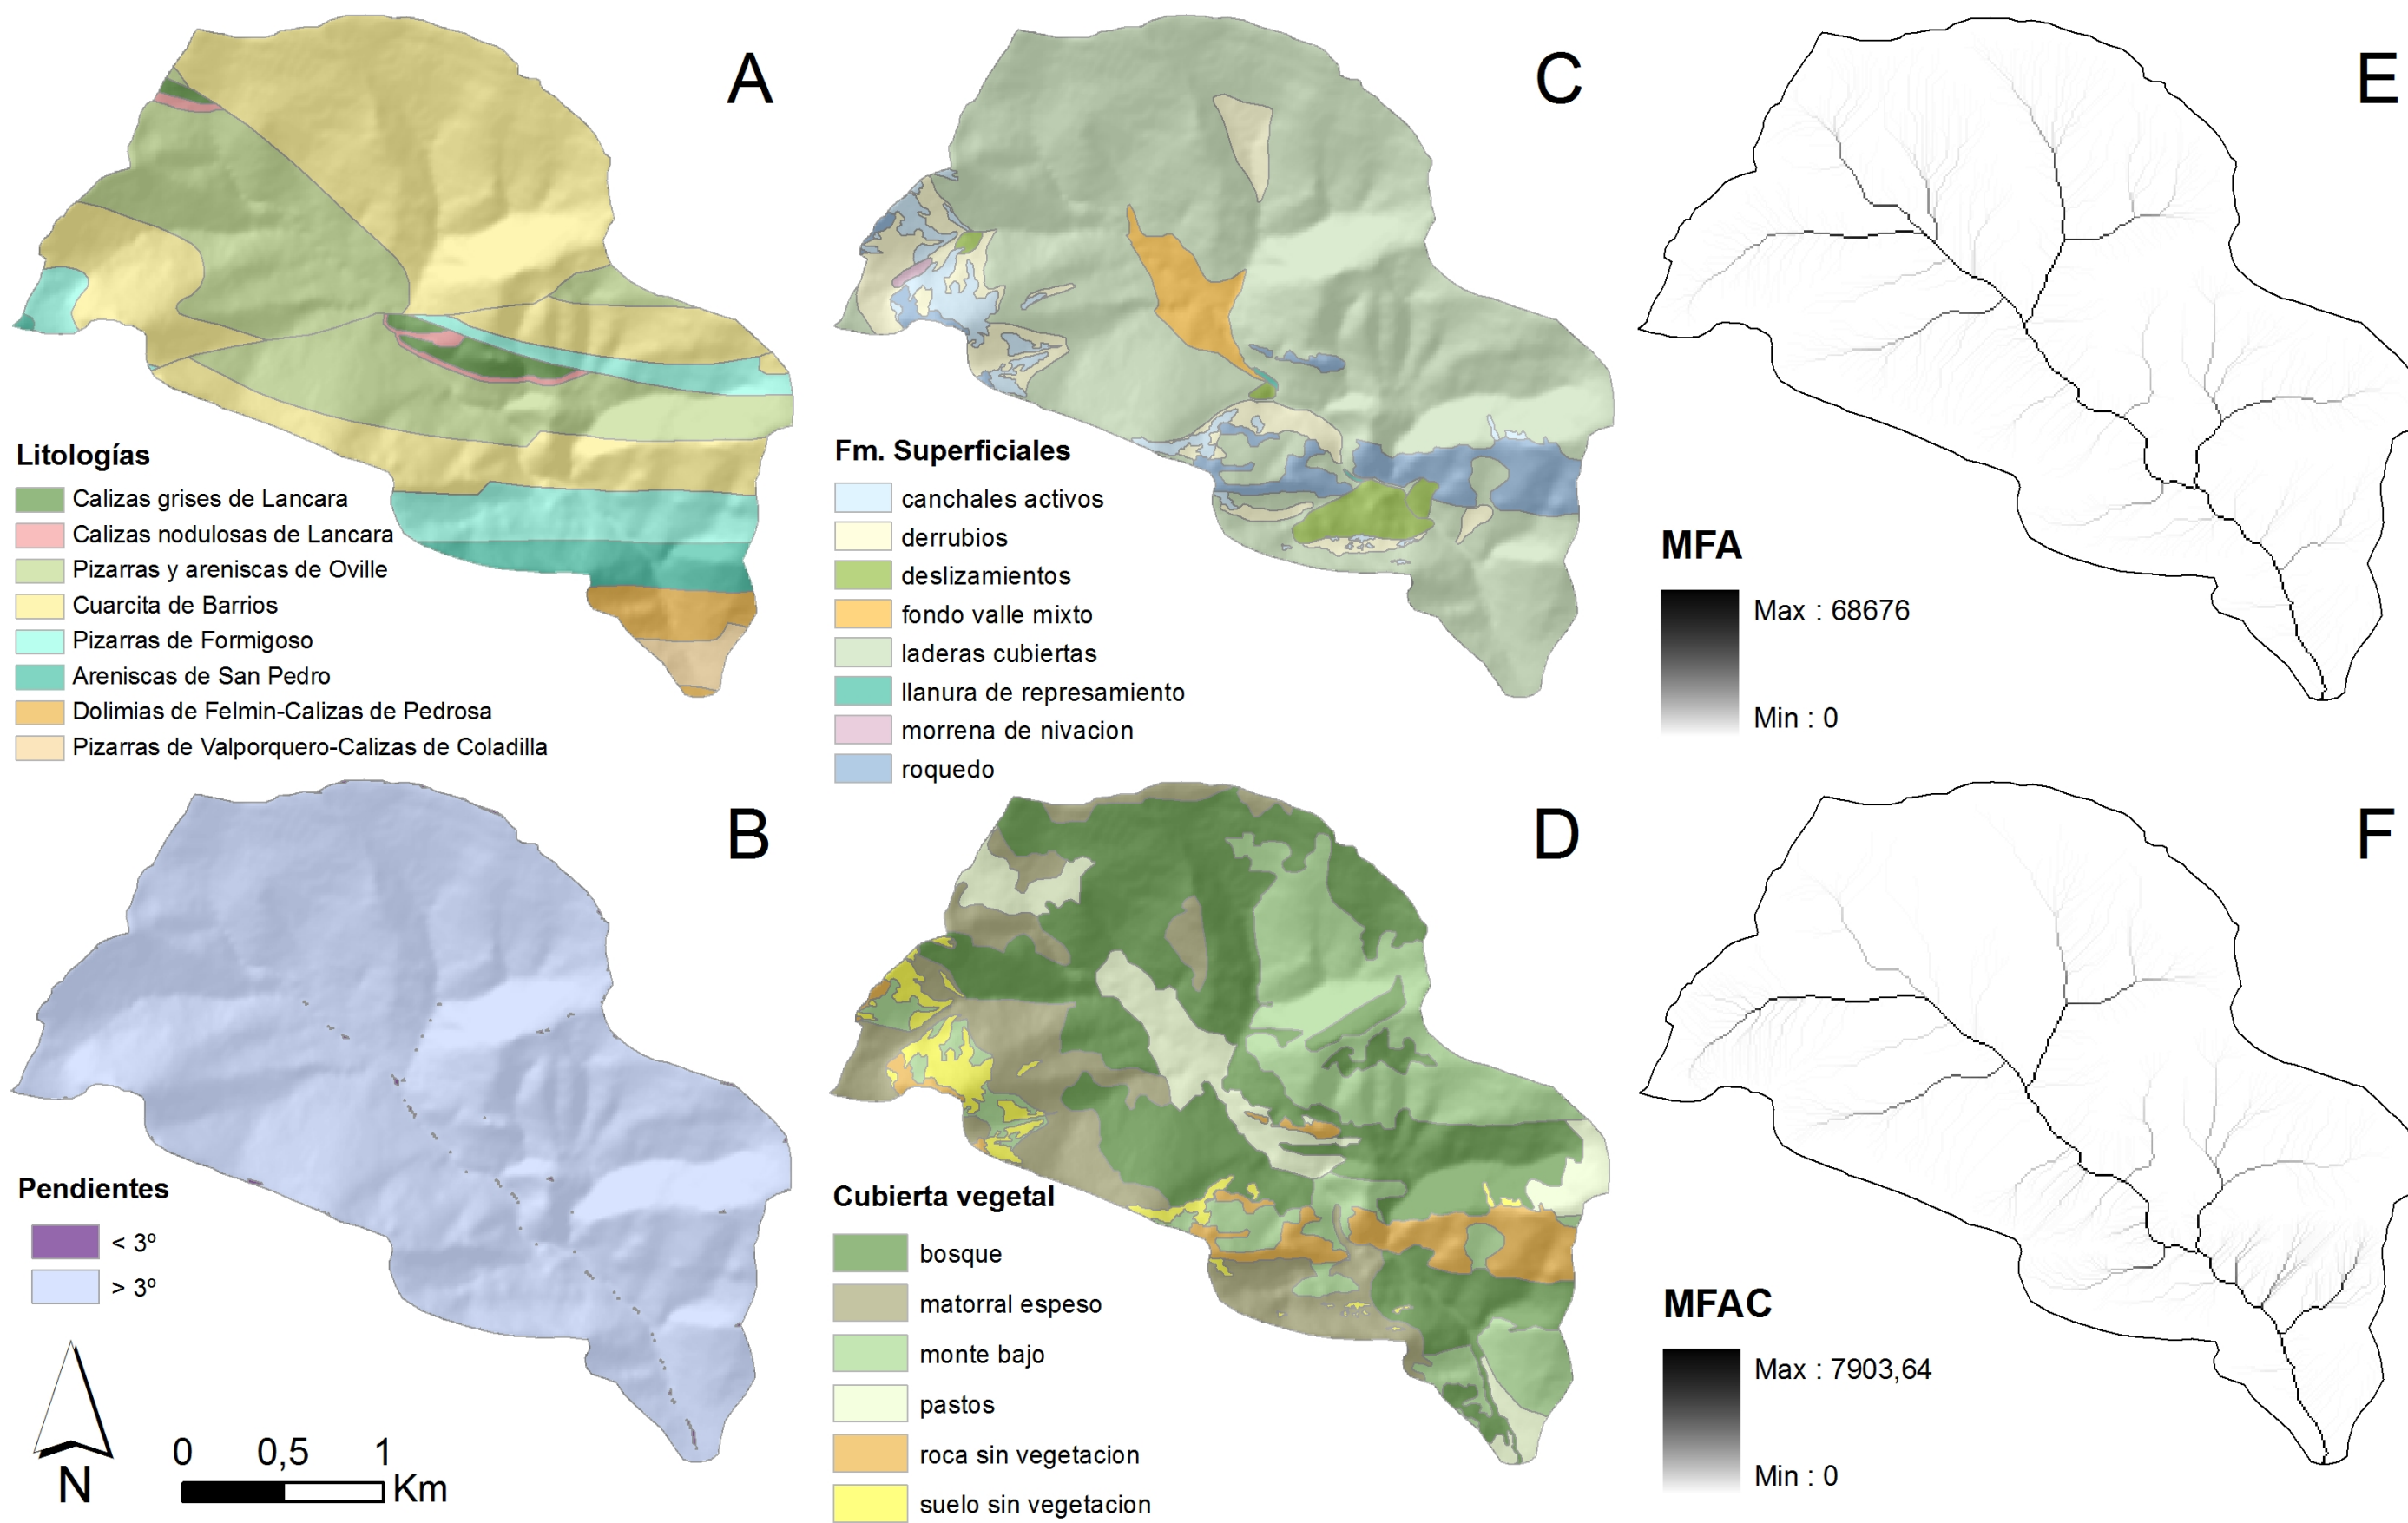 A
Litologías
Calizas grises de Lancara
Calizas nodulosas de Lancara
Pizarras y areniscas de Oville
Cuarcita de Barrios
Pizarras de Formigoso
Areniscas de San Pedro
Dolimias de Felmin-Calizas de Pedrosa
Pizarras de Valporquero-Calizas de Coladilla
B
Pendientes
< 3º
> 3º
N
0 0,5 1
Km
C
Fm. Superficiales
canchales activos
derrubios
deslizamientos
fondo valle mixto
laderas cubiertas
llanura de represamiento
morrena de nivacion
roquedo
D
Cubierta vegetal
bosque
matorral espeso
monte bajo
pastos
roca sin vegetacion
suelo sin vegetacion
E
MFA
Max : 68676
Min : 0
F
MFAC
Max : 7903,64
Min : 0